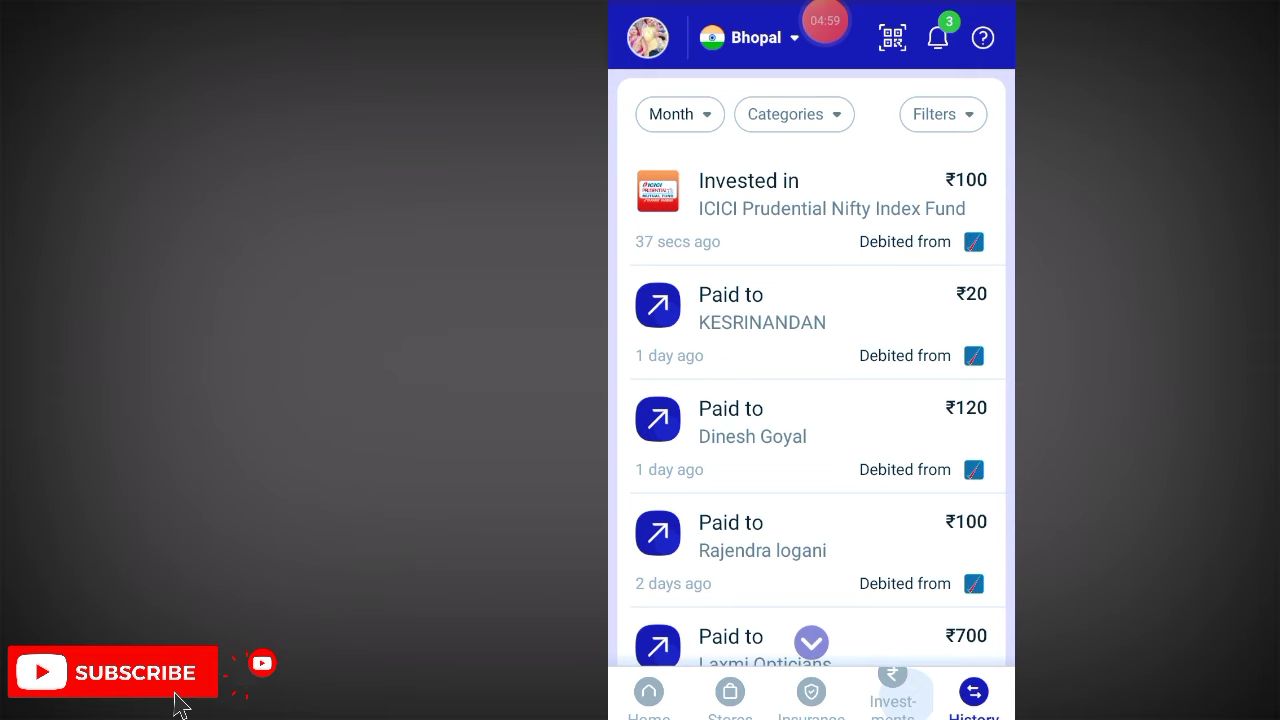 Bhopal
04:59
3
Month
Categories
Filters
Invested in
₹100
ICICI Prudential Nifty Index Fund
37 secs ago
Debited from
Paid to
₹20
KESRINANDAN
1 day ago
Debited from
Paid to
₹120
Dinesh Goyal
1 day ago
Debited from
Paid to
₹100
Rajendra logani
2 days ago
Debited from
Paid to
₹700
Laxmi Opticians
Home
Stores
Insurance
Invest-
ments
History
SUBSCRIBE